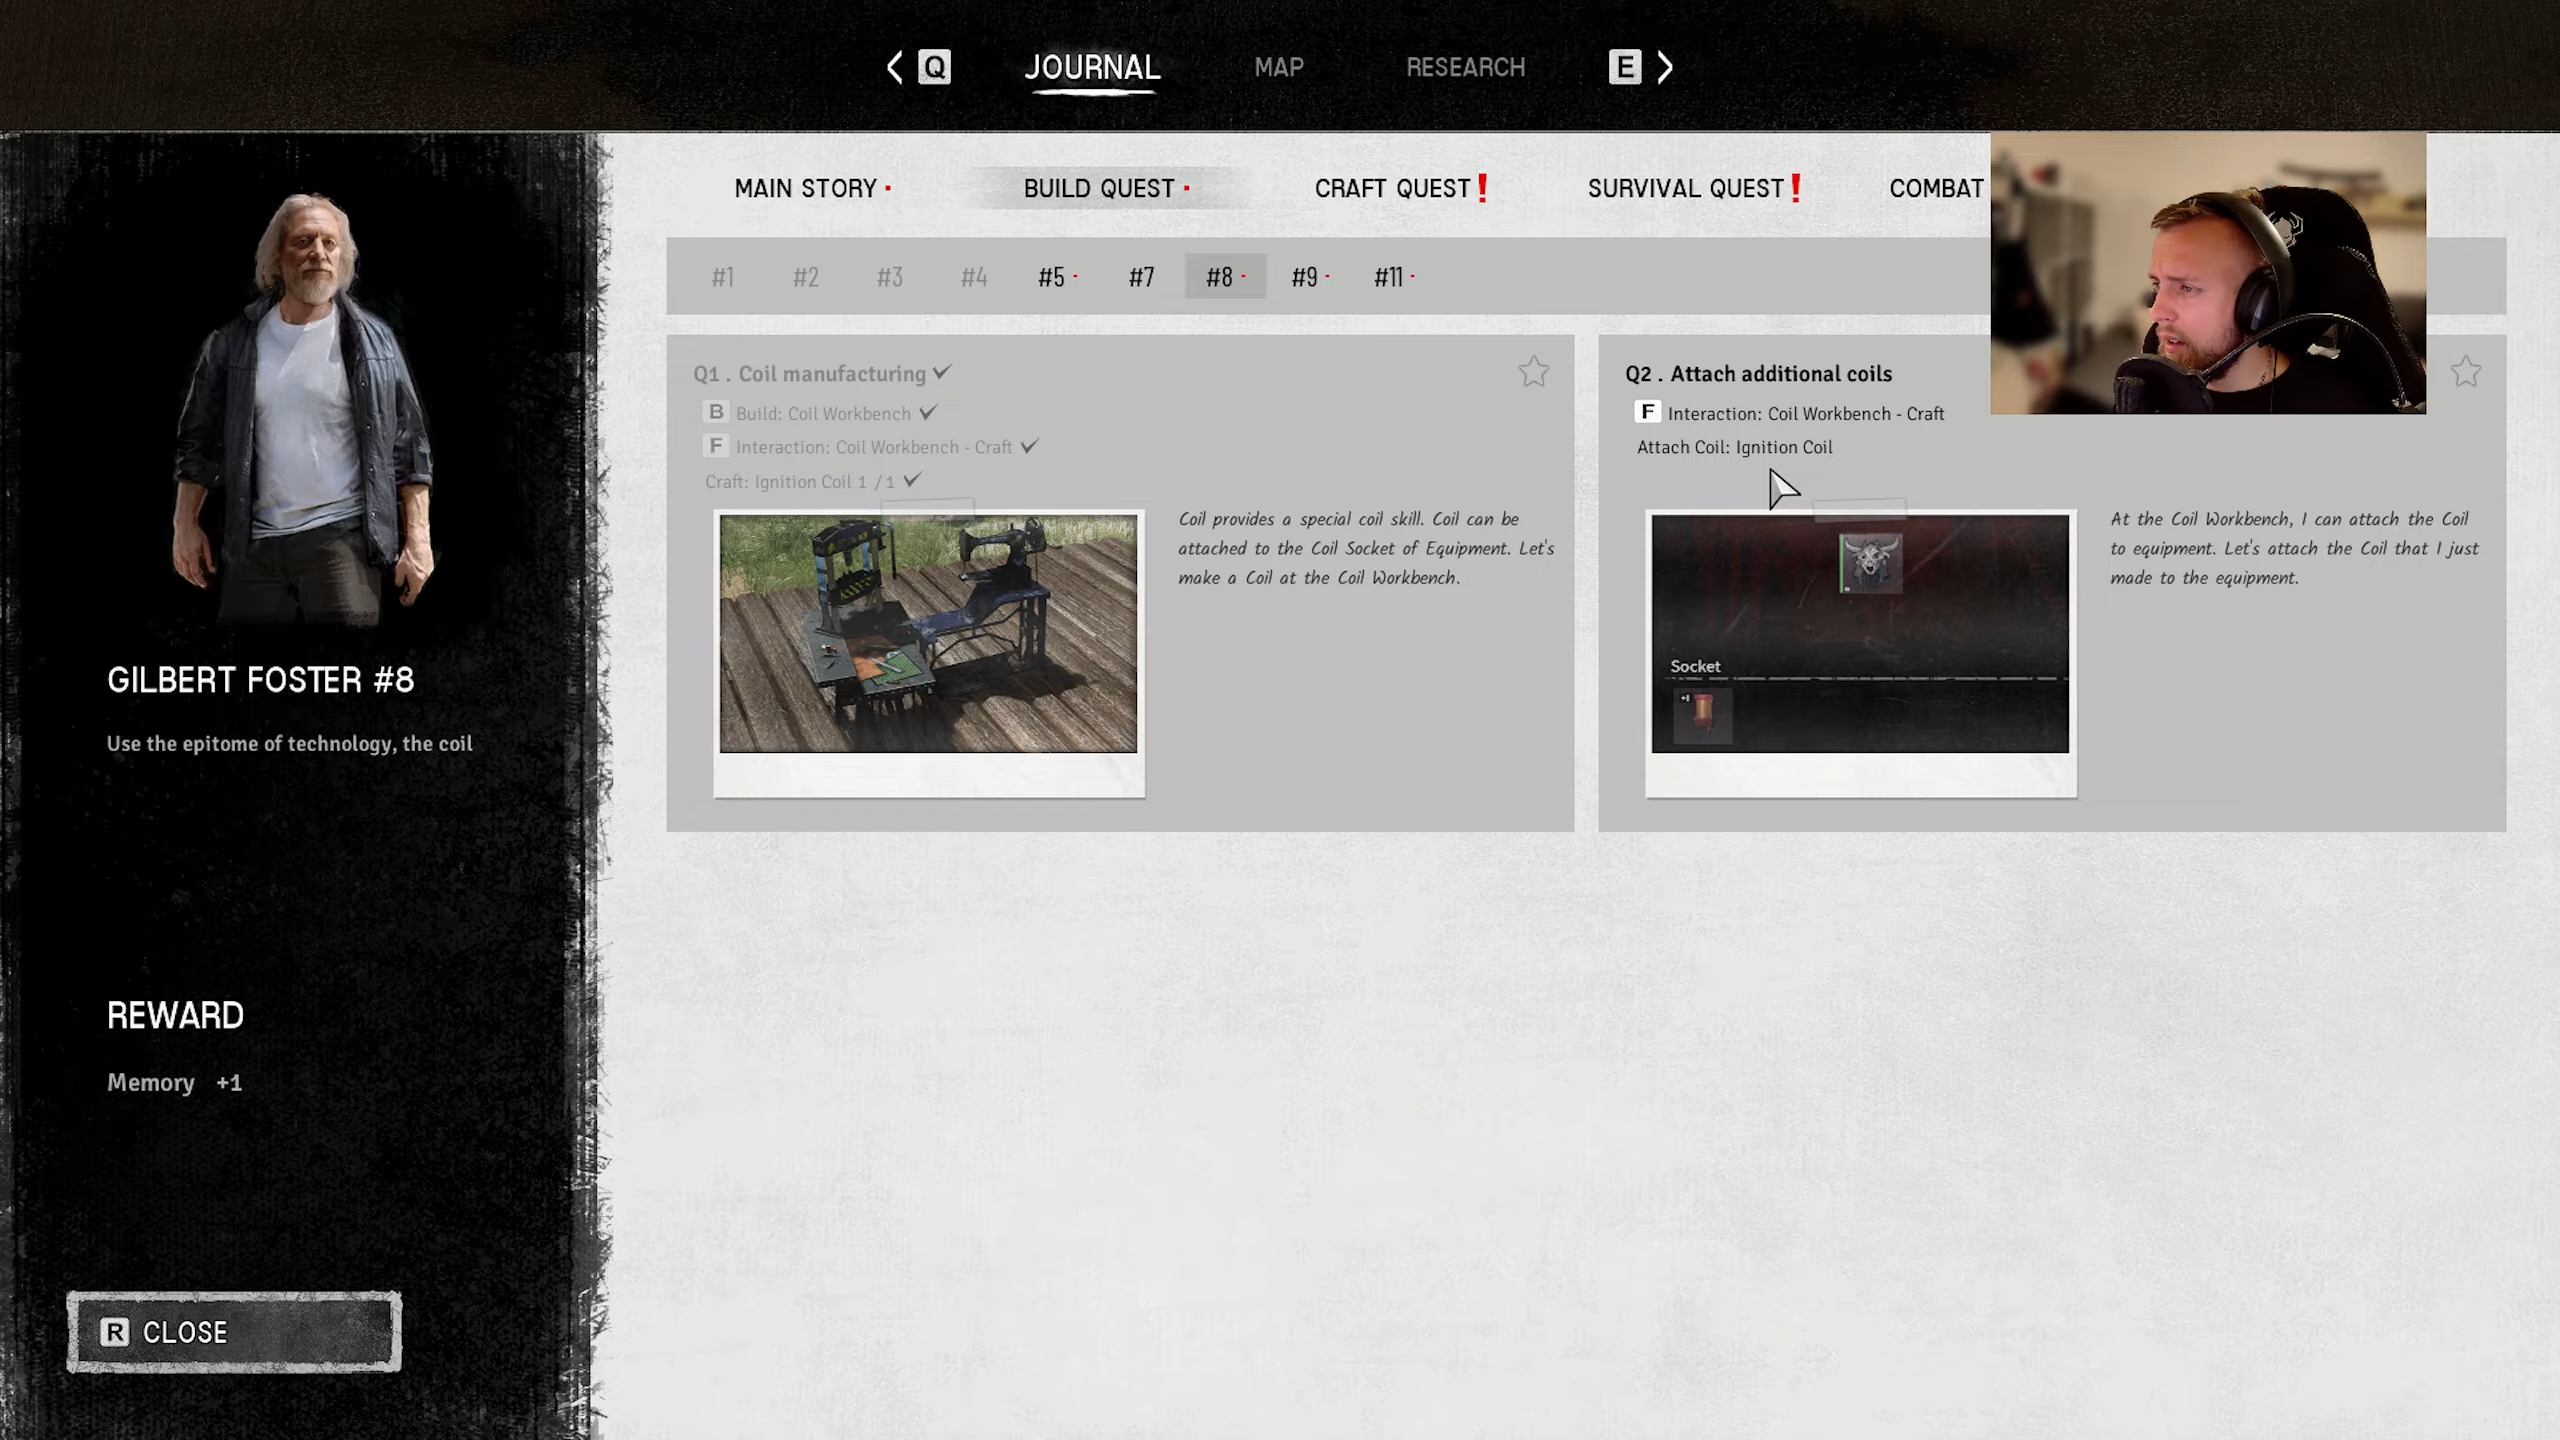 Q JOURNAL MAP RESEARCH E
MAIN STORY BUILD QUEST CRAFT QUEST! SURVIVAL QUEST! COMBAT
#1 #2 #3 #4 #5 #7 #8 #9 #11
GILBERT FOSTER #8
Use the epitome of technology, the coil
REWARD
Memory +1
R CLOSE
Q1 . Coil manufacturing ✓
B Build: Coil Workbench ✓
F Interaction: Coil Workbench - Craft ✓
Craft: Ignition Coil 1 / 1 ✓
Coil provides a special coil skill. Coil can be
attached to the Coil Socket of Equipment. Let's
make a Coil at the Coil Workbench.
Q2 . Attach additional coils
F Interaction: Coil Workbench - Craft
Attach Coil: Ignition Coil
Socket
At the Coil Workbench, I can attach the Coil
to equipment. Let's attach the Coil that I just
made to the equipment.